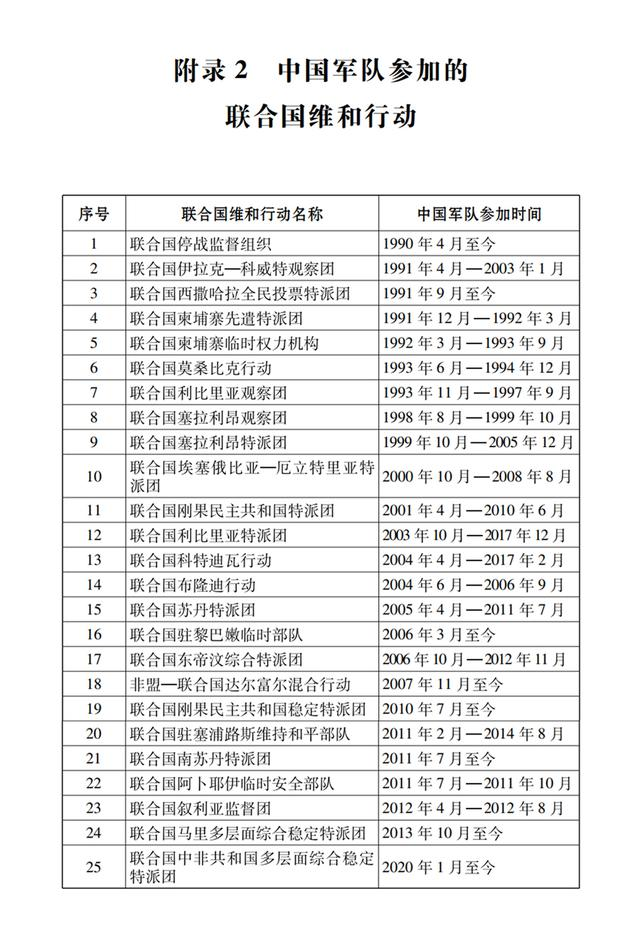 附录 2　中国军队参加的
联合国维和行动
序号 联合国维和行动名称 中国军队参加时间
1 联合国停战监督组织 1990 年 4 月至今
2 联合国伊拉克—科威特观察团 1991 年 4 月—2003 年 1 月
3 联合国西撒哈拉全民投票特派团 1991 年 9 月至今
4 联合国柬埔寨先遣特派团 1991 年 12 月—1992 年 3 月
5 联合国柬埔寨临时权力机构 1992 年 3 月—1993 年 9 月
6 联合国莫桑比克行动 1993 年 6 月—1994 年 12 月
7 联合国利比里亚观察团 1993 年 11 月—1997 年 9 月
8 联合国塞拉利昂观察团 1998 年 8 月—1999 年 10 月
9 联合国塞拉利昂特派团 1999 年 10 月—2005 年 12 月
10 联合国埃塞俄比亚—厄立特里亚特
派团 2000 年 10 月—2008 年 8 月
11 联合国刚果民主共和国特派团 2001 年 4 月—2010 年 6 月
12 联合国利比里亚特派团 2003 年 10 月—2017 年 12 月
13 联合国科特迪瓦行动 2004 年 4 月—2017 年 2 月
14 联合国布隆迪行动 2004 年 6 月—2006 年 9 月
15 联合国苏丹特派团 2005 年 4 月—2011 年 7 月
16 联合国驻黎巴嫩临时部队 2006 年 3 月至今
17 联合国东帝汶综合特派团 2006 年 10 月—2012 年 11 月
18 非盟—联合国达尔富尔混合行动 2007 年 11 月至今
19 联合国刚果民主共和国稳定特派团 2010 年 7 月至今
20 联合国驻塞浦路斯维持和平部队 2011 年 2 月—2014 年 8 月
21 联合国南苏丹特派团 2011 年 7 月至今
22 联合国阿卜耶伊临时安全部队 2011 年 7 月—2011 年 10 月
23 联合国叙利亚监督团 2012 年 4 月—2012 年 8 月
24 联合国马里多层面综合稳定特派团 2013 年 10 月至今
25 联合国中非共和国多层面综合稳定
特派团 2020 年 1 月至今